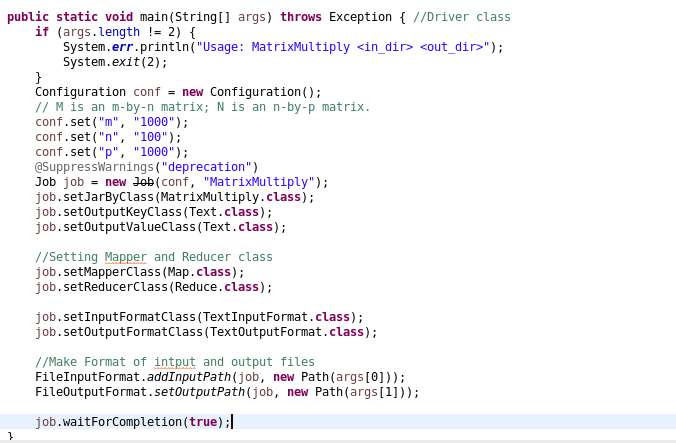 public static void main(String[] args) throws Exception { //Driver class
    if (args.length != 2) {
        System.err.println("Usage: MatrixMultiply <in_dir> <out_dir>");
        System.exit(2);
    }
    Configuration conf = new Configuration();
    // M is an m-by-n matrix; N is an n-by-p matrix.
    conf.set("m", "1000");
    conf.set("n", "100");
    conf.set("p", "1000");
    @SuppressWarnings("deprecation")
    Job job = new Job(conf, "MatrixMultiply");
    job.setJarByClass(MatrixMultiply.class);
    job.setOutputKeyClass(Text.class);
    job.setOutputValueClass(Text.class);

    //Setting Mapper and Reducer class
    job.setMapperClass(Map.class);
    job.setReducerClass(Reduce.class);

    job.setInputFormatClass(TextInputFormat.class);
    job.setOutputFormatClass(TextOutputFormat.class);

    //Make Format of intput and output files
    FileInputFormat.addInputPath(job, new Path(args[0]));
    FileOutputFormat.setOutputPath(job, new Path(args[1]));

    job.waitForCompletion(true);
}